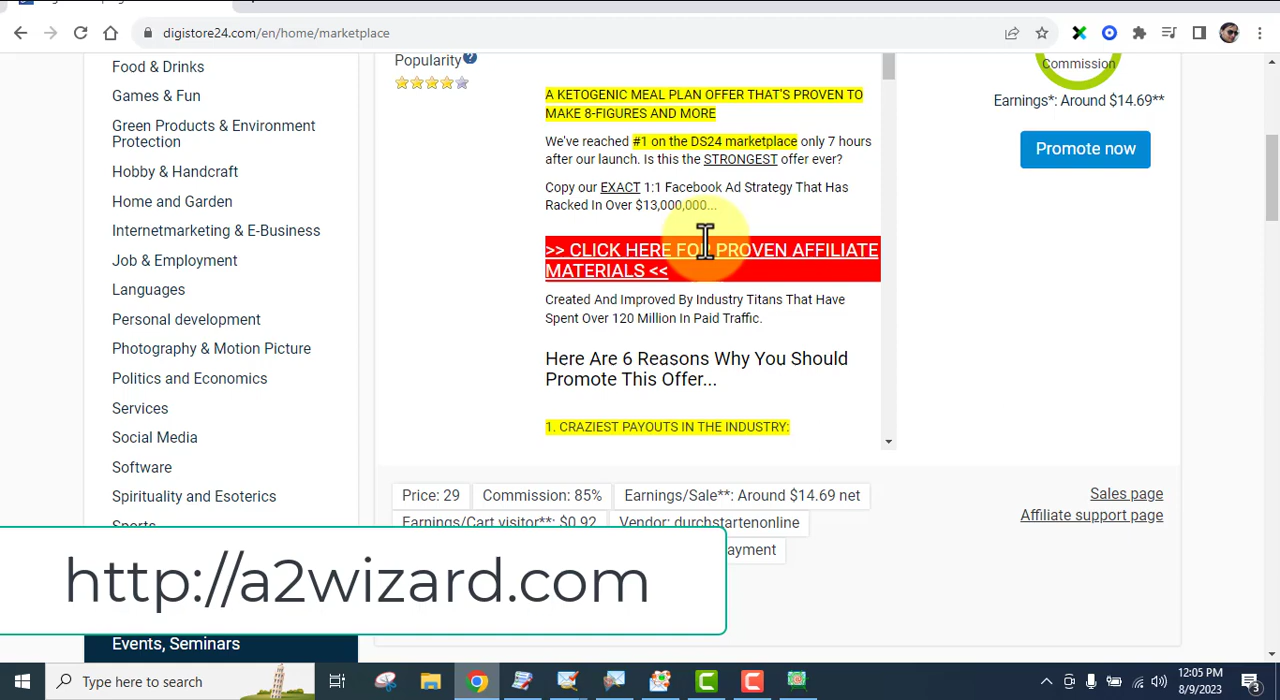 digistore24.com/en/home/marketplace
Food & Drinks
Games & Fun
Green Products & Environment
Protection
Hobby & Handcraft
Home and Garden
Internetmarketing & E-Business
Job & Employment
Languages
Personal development
Photography & Motion Picture
Politics and Economics
Services
Social Media
Software
Spirituality and Esoterics
Sports
Events, Seminars
Popularity
A KETOGENIC MEAL PLAN OFFER THAT'S PROVEN TO
MAKE 8-FIGURES AND MORE
We've reached #1 on the DS24 marketplace only 7 hours
after our launch. Is this the STRONGEST offer ever?
Copy our EXACT 1:1 Facebook Ad Strategy That Has
Racked In Over $13,000,000...
>> CLICK HERE FOR PROVEN AFFILIATE
MATERIALS <<
Created And Improved By Industry Titans That Have
Spent Over 120 Million In Paid Traffic.
Here Are 6 Reasons Why You Should
Promote This Offer...
1. CRAZIEST PAYOUTS IN THE INDUSTRY:
Commission
Earnings*: Around $14.69**
Promote now
Price: 29
Commission: 85%
Earnings/Sale**: Around $14.69 net
Earnings/Cart visitor**: $0.92
Vendor: durchstartenonline
Sales page
Affiliate support page
http://a2wizard.com
Type here to search
12:05 PM
8/9/2023
3